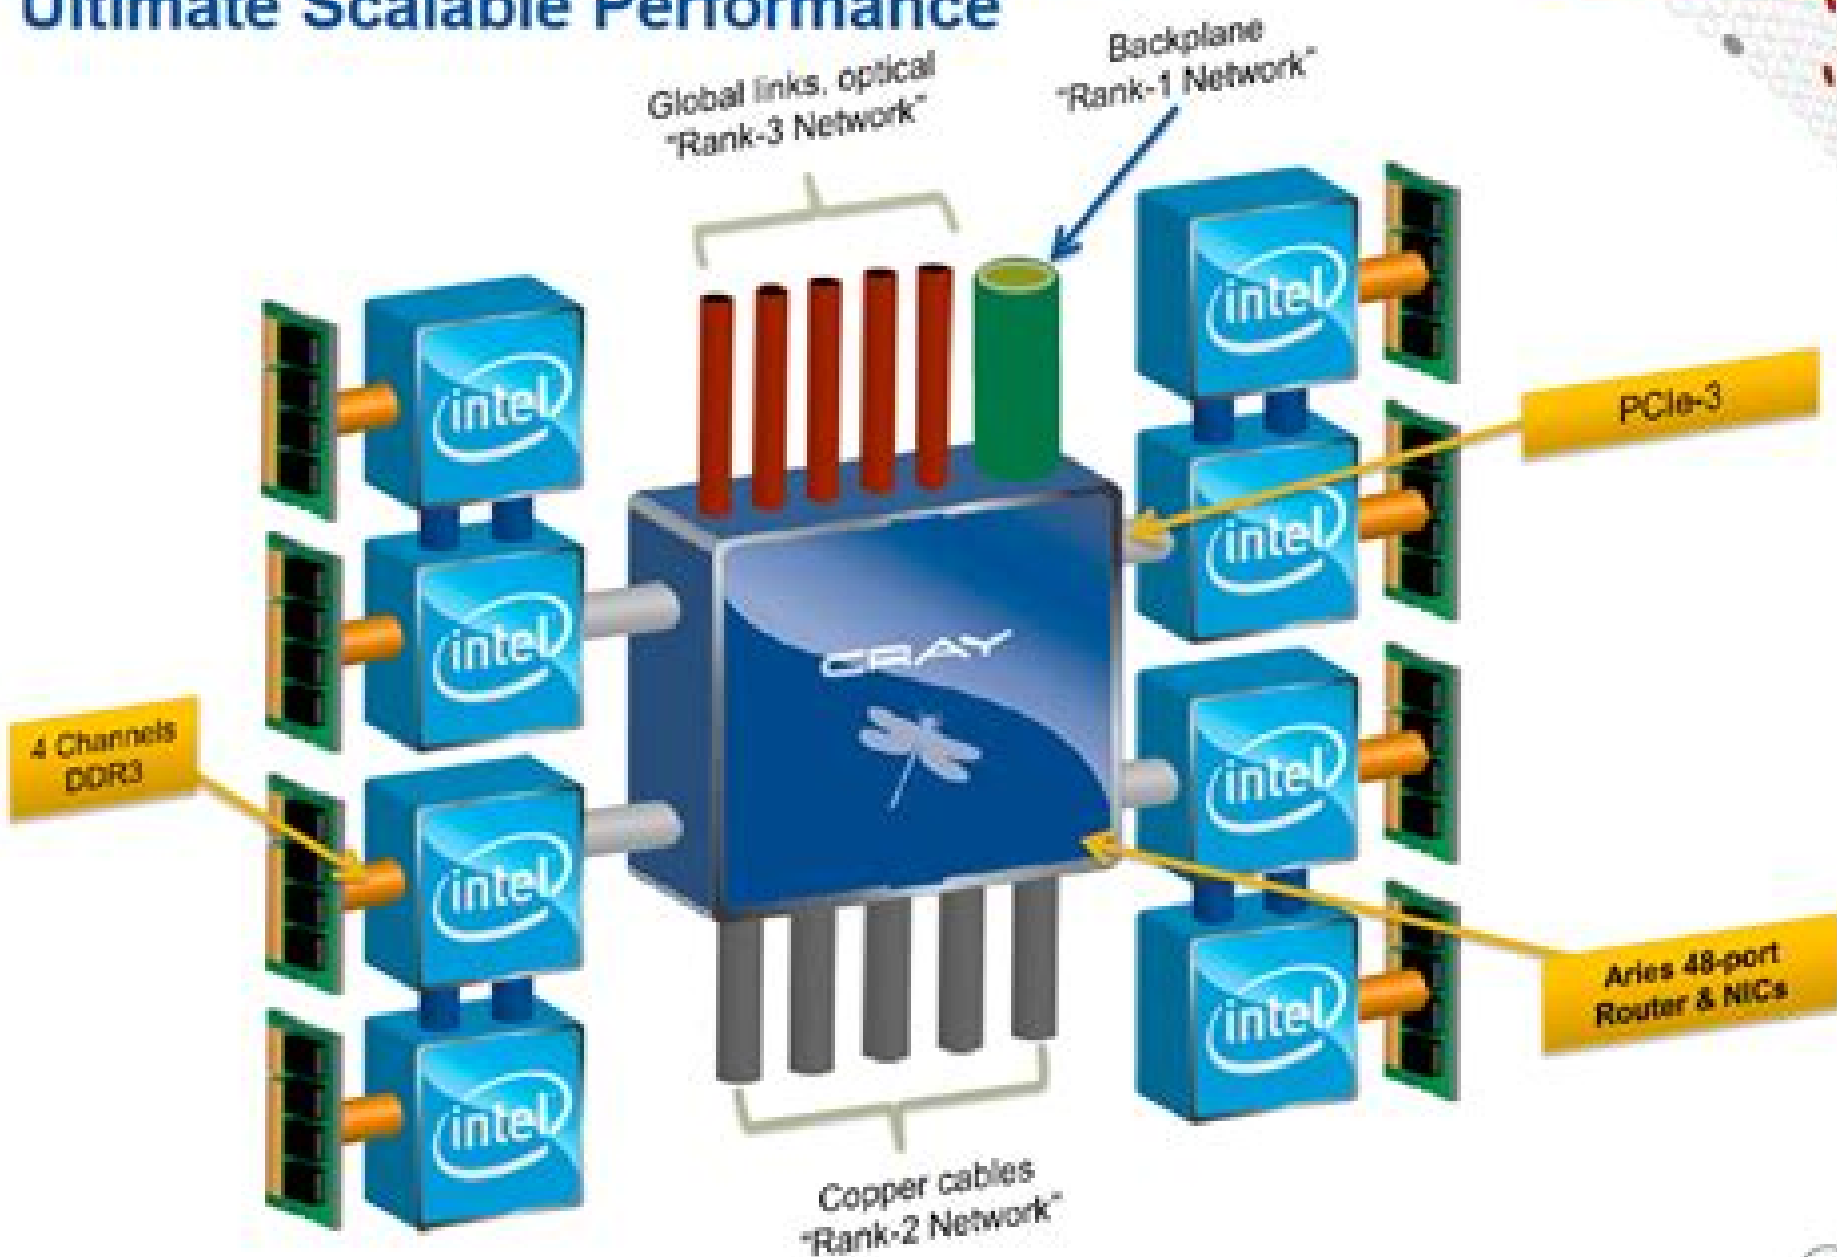 Ultimate Scalable Performance
Global links, optical
"Rank-3 Network"
Backplane
"Rank-1 Network"
intel
intel
intel
intel
intel
intel
intel
intel
PCIe-3
CRAY
4 Channels
DDR3
Aries 48-port
Router & NICs
Copper cables
"Rank-2 Network"